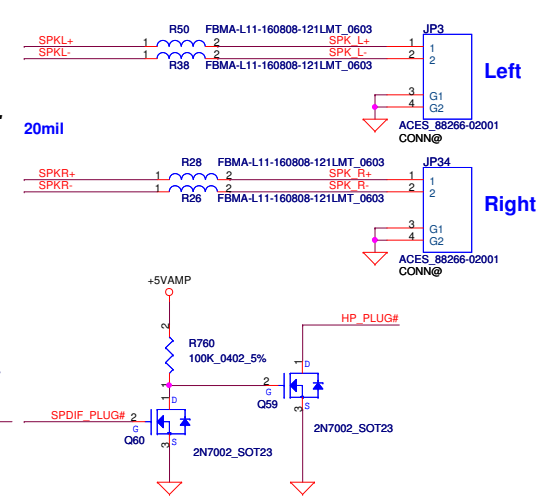 R50 FBMA-L11-160808-121LMT_0603 JP3
SPKL+ 1 2 SPK_L+ 1 1
SPKL- 1 2 SPK_L- 2 2
R38 FBMA-L11-160808-121LMT_0603
Left
3 G1
4 G2
20mil
ACES_88266-02001
CONN@
R28 FBMA-L11-160808-121LMT_0603 JP34
SPKR+ 1 2 SPK_R+ 1 1
SPKR- 1 2 SPK_R- 2 2
R26 FBMA-L11-160808-121LMT_0603
Right
3 G1
4 G2
ACES_88266-02001
CONN@
+5VAMP
2
HP_PLUG#
R760
100K_0402_5%
1
1 D
2 G
Q59
3 S
2N7002_SOT23
1 D
SPDIF_PLUG# 2
G
Q60
3 S
2N7002_SOT23